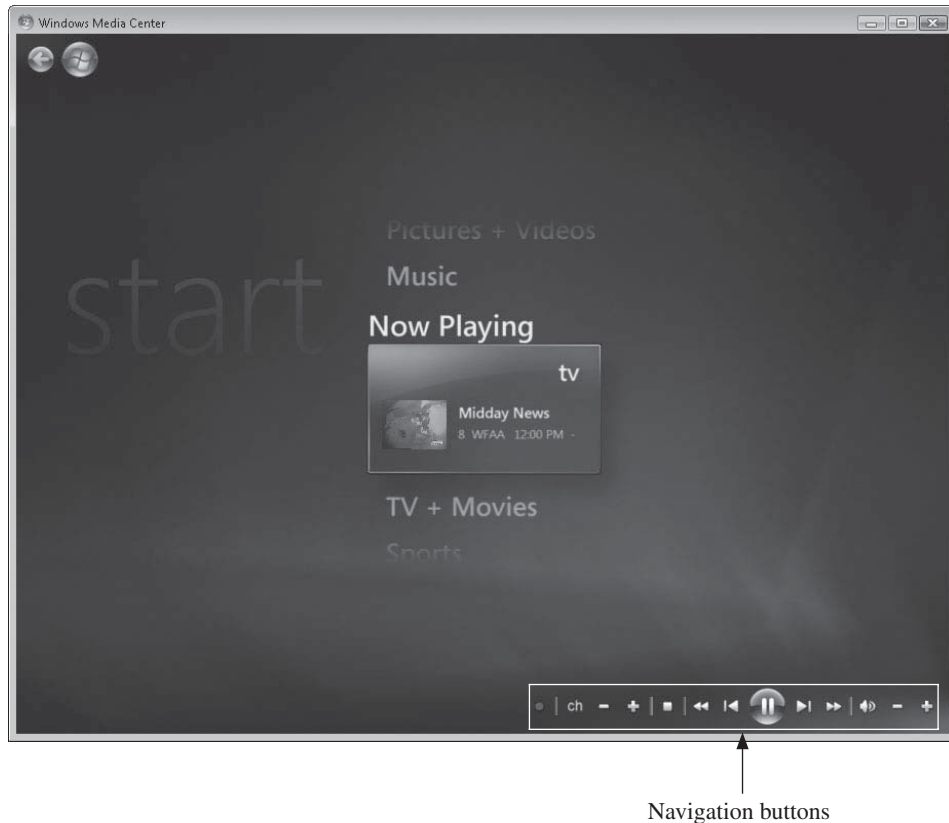 Windows Media Center
Pictures + Videos
start
Music
Now Playing
tv
Midday News
8 WFAA 12:00 PM -
TV + Movies
Sports
ch - +
- +
Navigation buttons